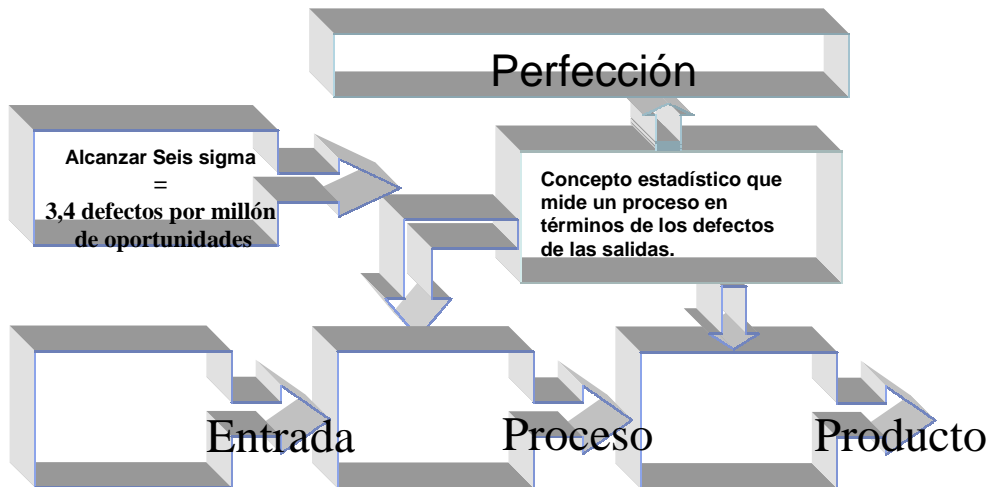 Perfección
Alcanzar Seis sigma
=
3,4 defectos por millón
de oportunidades
Concepto estadístico que
mide un proceso en
términos de los defectos
de las salidas.
Entrada
Proceso
Producto